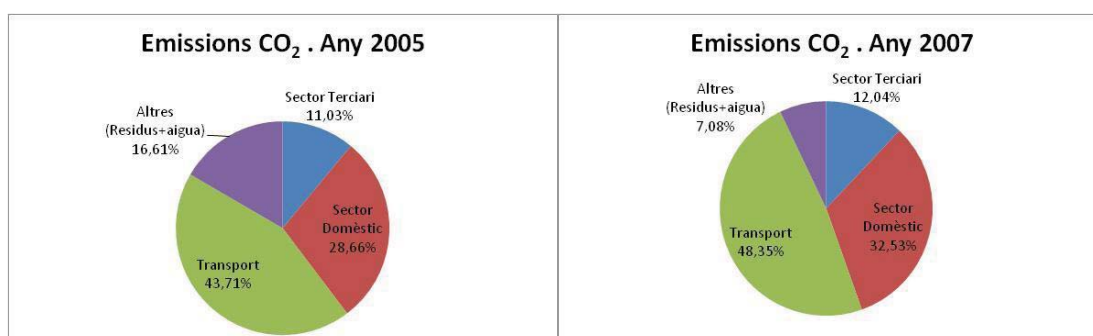 Emissions CO₂ . Any 2005
Sector Terciari
11,03%
Altres
(Residus+aigua)
16,61%
Sector
Domèstic
28,66%
Transport
43,71%
Emissions CO₂ . Any 2007
Sector Terciari
12,04%
Altres
(Residus+aigua)
7,08%
Sector
Domèstic
32,53%
Transport
48,35%